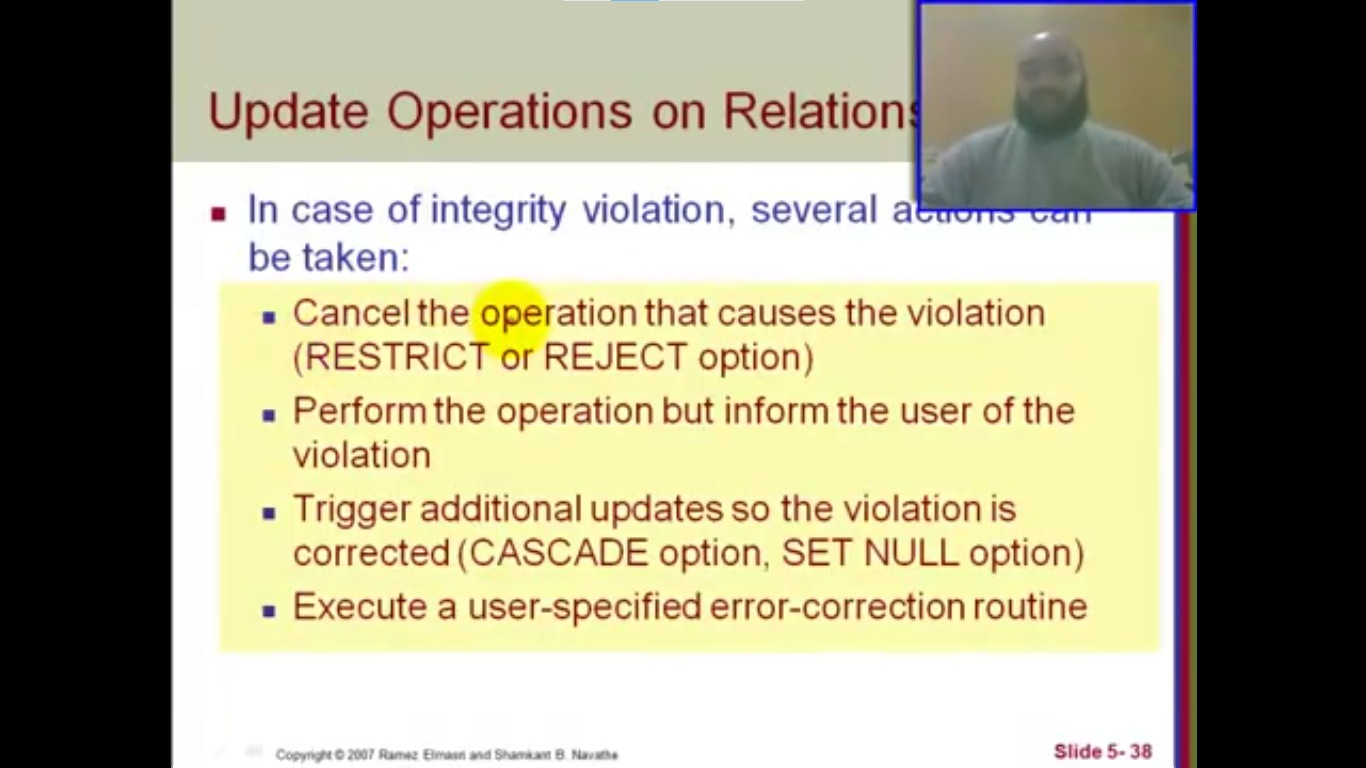 Update Operations on Relations
In case of integrity violation, several actions can
be taken:
Cancel the operation that causes the violation
(RESTRICT or REJECT option)
Perform the operation but inform the user of the
violation
Trigger additional updates so the violation is
corrected (CASCADE option, SET NULL option)
Execute a user-specified error-correction routine
Copyright © 2007 Ramez Elmasri and Shamkant B. Navathe
Slide 5- 38